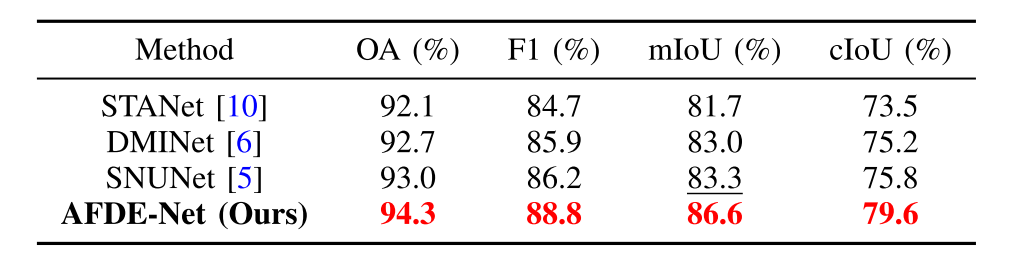 Method OA (%) F1 (%) mIoU (%) cIoU (%)
STANet [10] 92.1 84.7 81.7 73.5
DMINet [6] 92.7 85.9 83.0 75.2
SNUNet [5] 93.0 86.2 83.3 75.8
AFDE-Net (Ours) 94.3 88.8 86.6 79.6